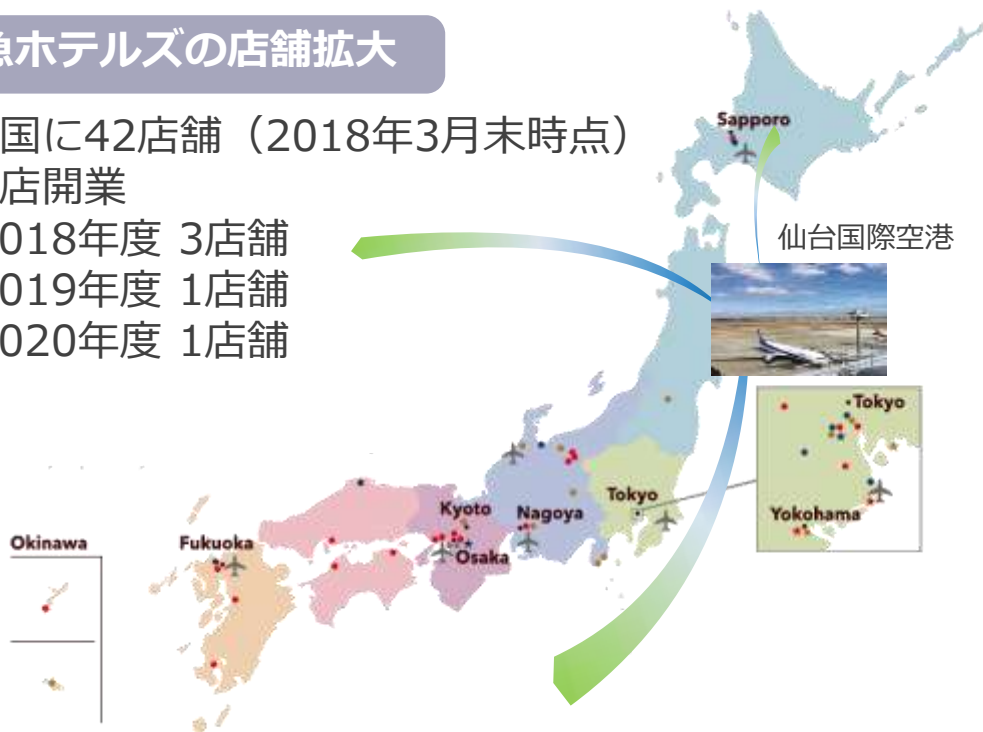 急ホテルズの店舗拡大
国に42店舗（2018年3月末時点）
店開業
018年度 3店舗
019年度 1店舗
020年度 1店舗
Sapporo
仙台国際空港
Tokyo
Yokohama
Tokyo
Kyoto
Nagoya
Osaka
Fukuoka
Okinawa